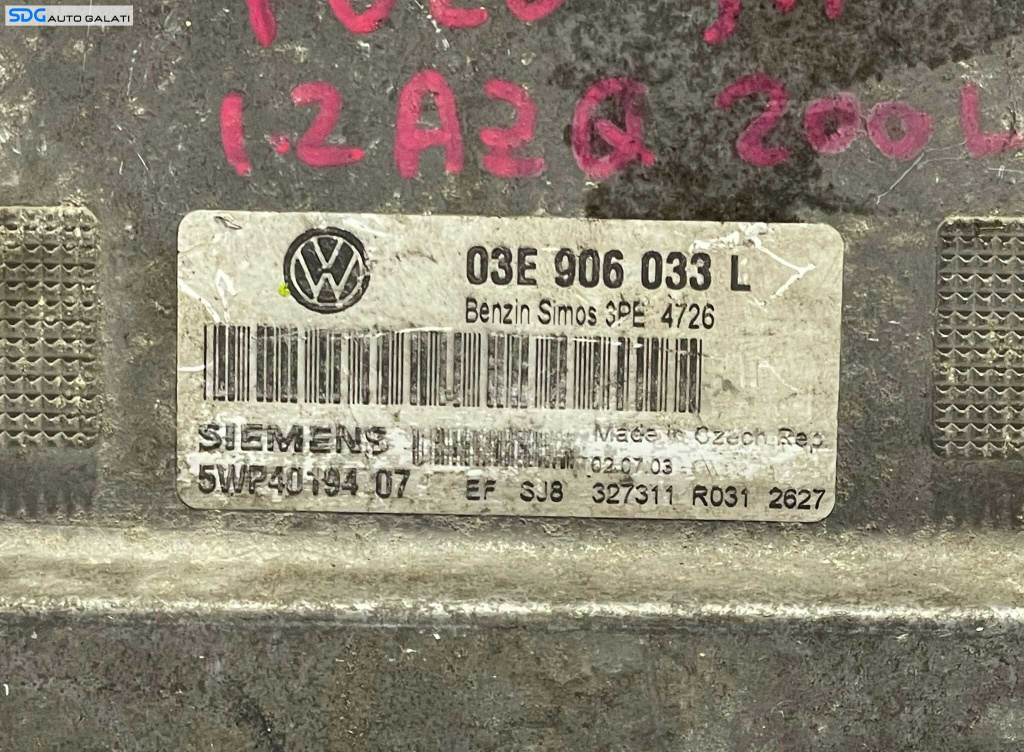 SDG AUTO GALATI
1.2 AZQ 200L
03E 906 033 L
Benzin Simos 3PE 4726
SIEMENS
Made in Czech Rep.
02.07.03
5WP40194 07
EF SJ8 327311 R031 2627